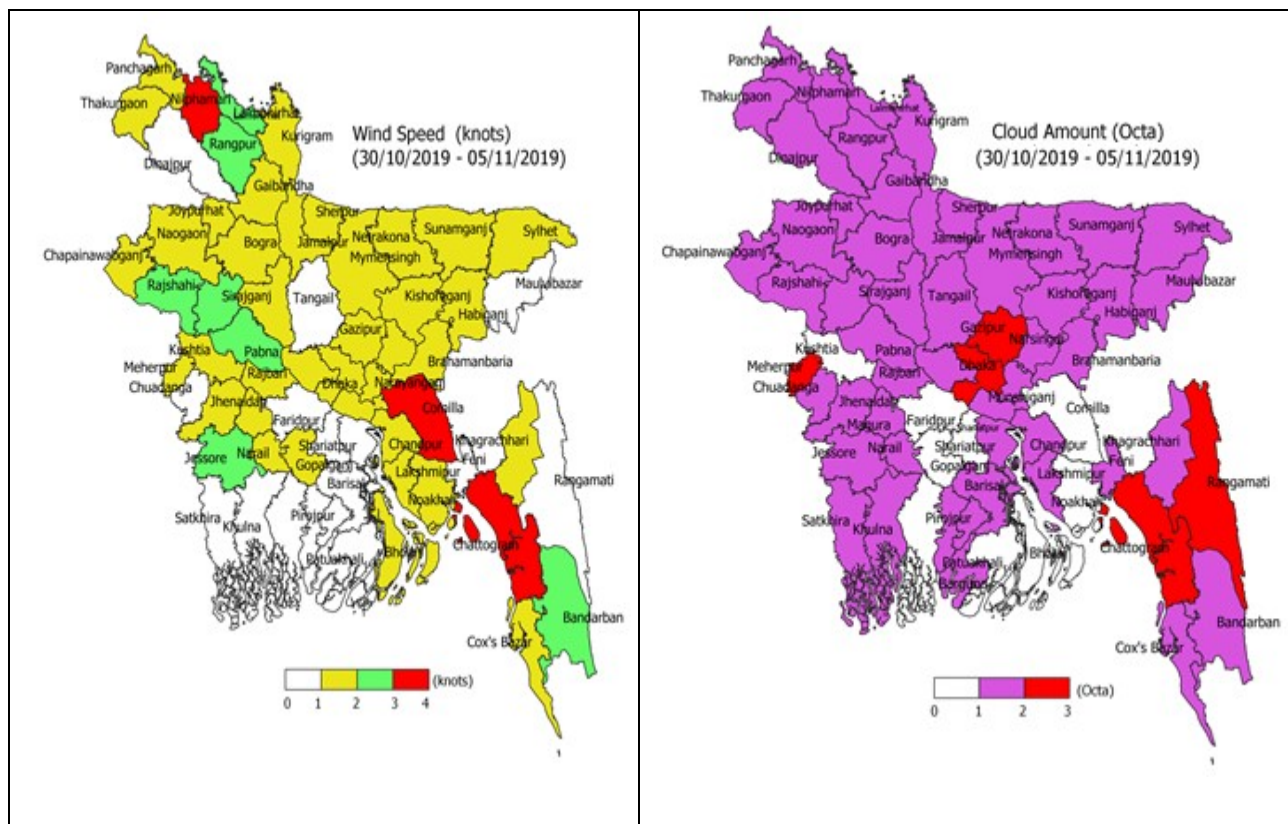 Panchagarh
Thakurgaon
Nilphamari
Lalmonirhat
Kurigram
Rangpur
Dinajpur
Wind Speed (knots)
(30/10/2019 - 05/11/2019)
Gaibandha
Joypurhat
Sherpur
Naogaon
Bogra
Jamalpur
Netrakona
Sunamganj
Sylhet
Chapainawabganj
Mymensingh
Rajshahi
Sirajganj
Tangail
Kishoreganj
Maulvibazar
Habiganj
Gazipur
Kushtia
Pabna
Brahamanbaria
Meherpur
Rajbari
Chuadanga
Dhaka
Narayanganj
Jhenaidah
Faridpur
Comilla
Jessore
Narail
Shariatpur
Chandpur
Khagrachhari
Feni
Gopalganj
Lakshmipur
Rangamati
Barisal
Noakhali
Satkhira
Khulna
Pirojpur
Chattogram
Patuakhali
Bhola
Bandarban
Cox's Bazar
(knots)
0 1 2 3 4
1
Panchagarh
Thakurgaon
Nilphamari
Lalmonirhat
Kurigram
Rangpur
Dinajpur
Cloud Amount (Octa)
(30/10/2019 - 05/11/2019)
Gaibandha
Joypurhat
Sherpur
Naogaon
Bogra
Jamalpur
Netrakona
Sunamganj
Sylhet
Chapainawabganj
Mymensingh
Rajshahi
Sirajganj
Tangail
Kishoreganj
Maulvibazar
Habiganj
Gazipur
Narsingdi
Kushtia
Pabna
Brahamanbaria
Meherpur
Rajbari
Dhaka
Chuadanga
Jhenaidah
Munshiganj
Magura
Faridpur
Comilla
Jessore
Narail
Shariatpur
Shariatpur
Chandpur
Khagrachhari
Feni
Gopalganj
Lakshmipur
Rangamati
Barisal
Noakhali
Satkhira
Khulna
Pirojpur
Chattogram
Patuakhali
Bhola
Barguna
Bandarban
Cox's Bazar
(Octa)
0 1 2 3
1